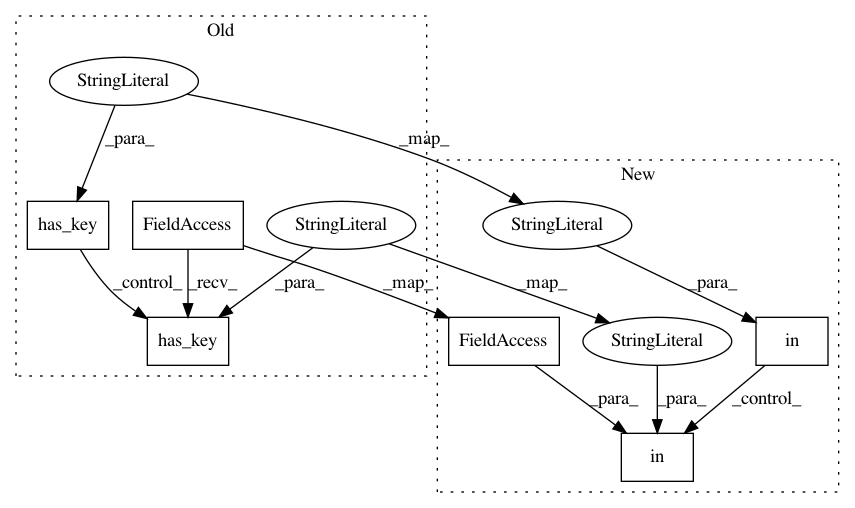 Old
StringLiteral
_para_
_map_
New
has_key
FieldAccess
StringLiteral
StringLiteral
_control_
_recv_
_para_
_map_
_map_
_para_
has_key
FieldAccess
StringLiteral
in
_para_
_para_
_control_
in